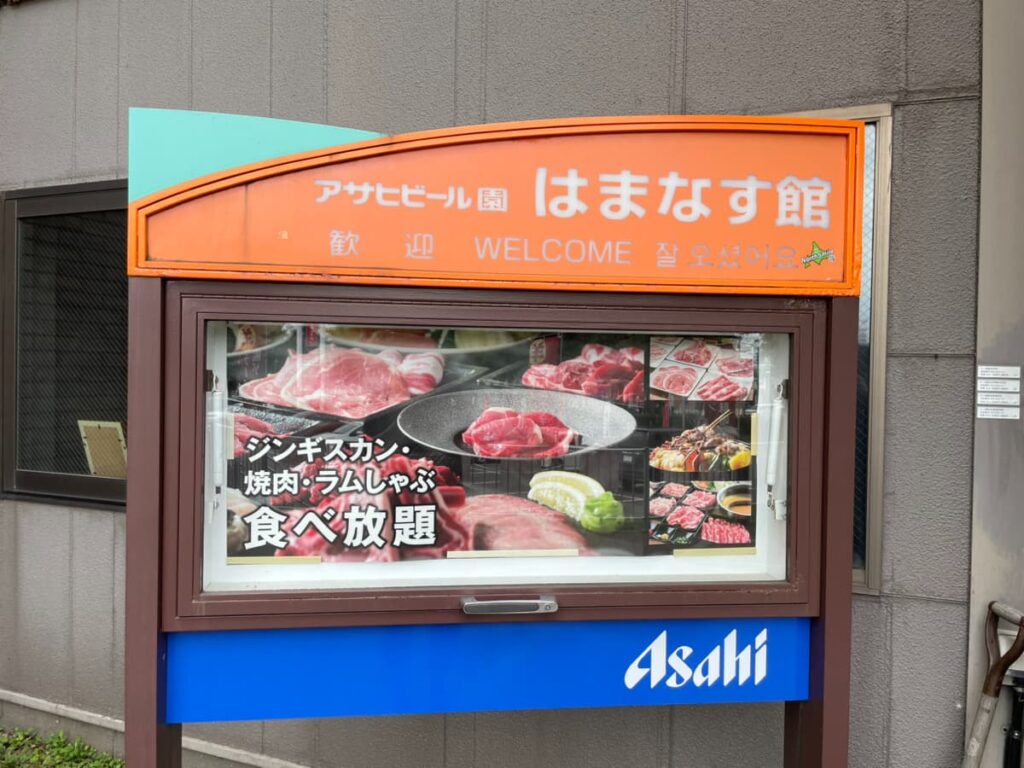 アサヒビール園 はまなす館
歓迎 WELCOME 잘 오셨어요
ジンギスカン・
焼肉・ラムしゃぶ
食べ放題
Asahi